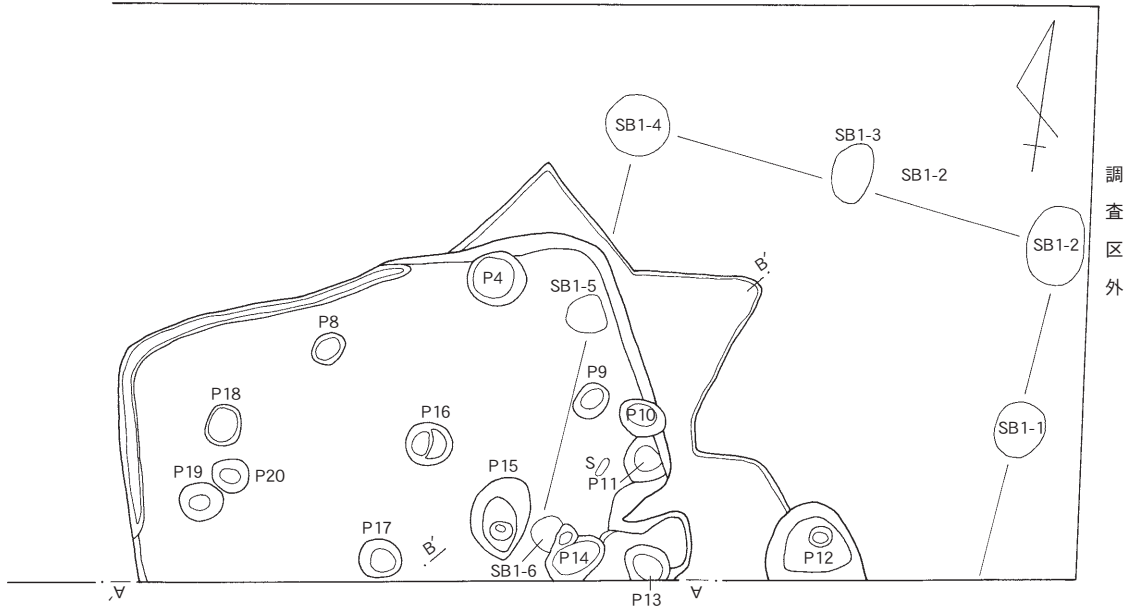 SB1-4
SB1-3
SB1-2
調査区外
SB1-2
B′
P4
SB1-5
P8
P9
P18
P16
P10
SB1-1
S
P15
P11
P19
P20
P17
B′
P14
P12
SB1-6
A′
A
P13